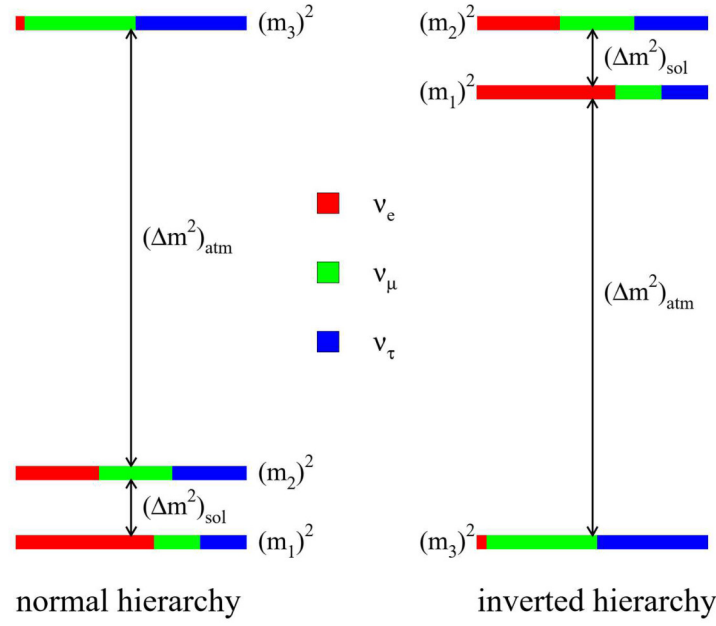 (m₃)²
(Δm²)atm
(m₂)²
(Δm²)sol
(m₁)²
normal hierarchy
νe
νμ
ντ
(m₂)²
(Δm²)sol
(m₁)²
(Δm²)atm
(m₃)²
inverted hierarchy